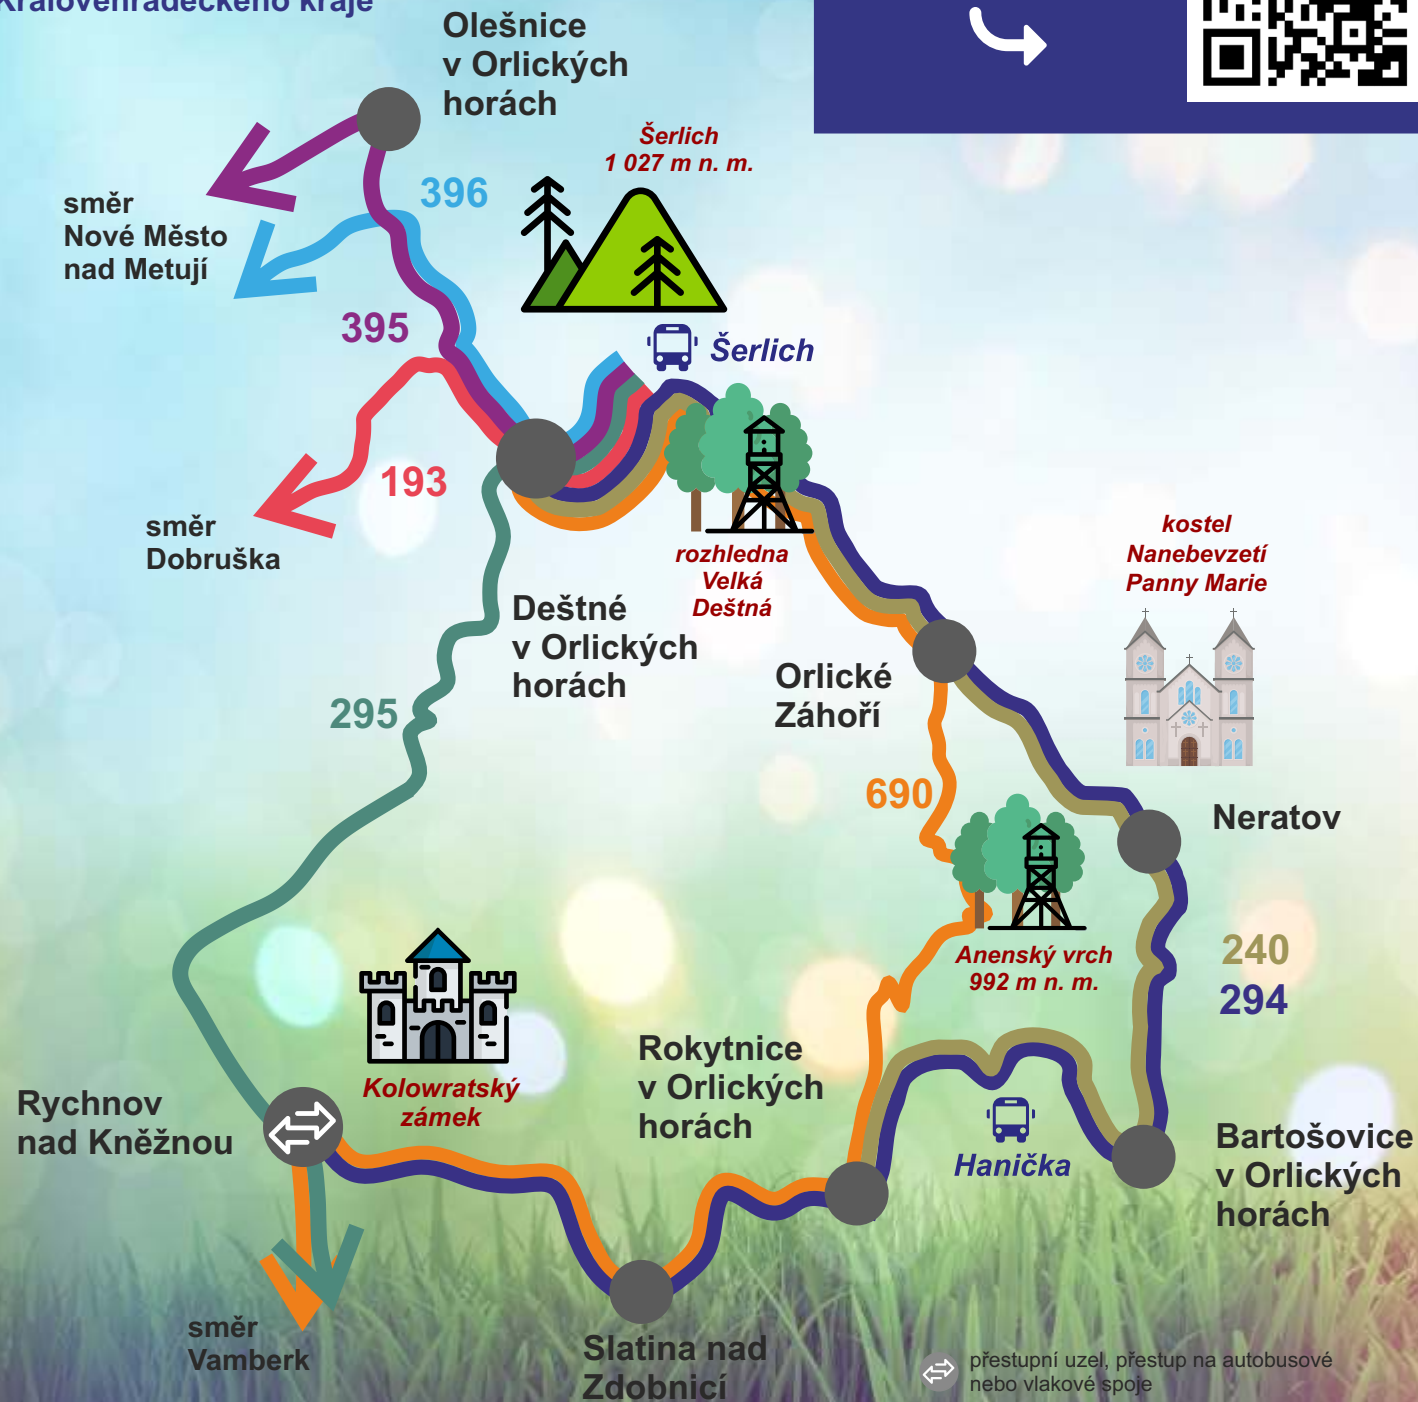 Královéhradeckého kraje
Olešnice
v Orlických
horách
Šerlich
1 027 m n. m.
396
směr
Nové Město
nad Metují
395
Šerlich
193
směr
Dobruška
rozhledna
Velká
Deštná
kostel
Nanebevzetí
Panny Marie
Deštné
v Orlických
horách
Orlické
Záhoří
295
690
Neratov
240
294
Anenský vrch
992 m n. m.
Rokytnice
v Orlických
horách
Kolowratský
zámek
Rychnov
nad Kněžnou
Hanička
Bartošovice
v Orlických
horách
směr
Vamberk
Slatina nad
Zdobnicí
přestupní uzel, přestup na autobusové
nebo vlakové spoje